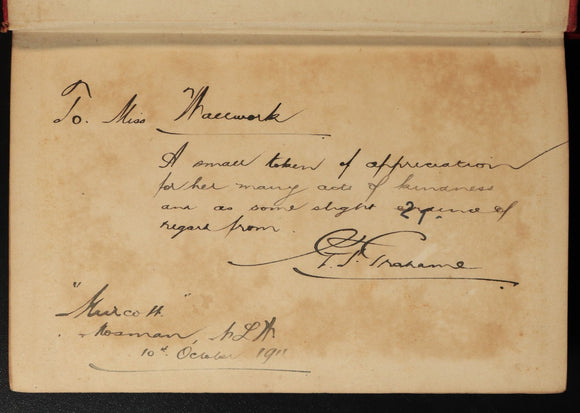 To. Miss Wallwork
A small token of appreciation
for her many acts of kindness
and as some slight of
regard from.
Grahame
"Murcott"
Mosman,
10th. October 1911